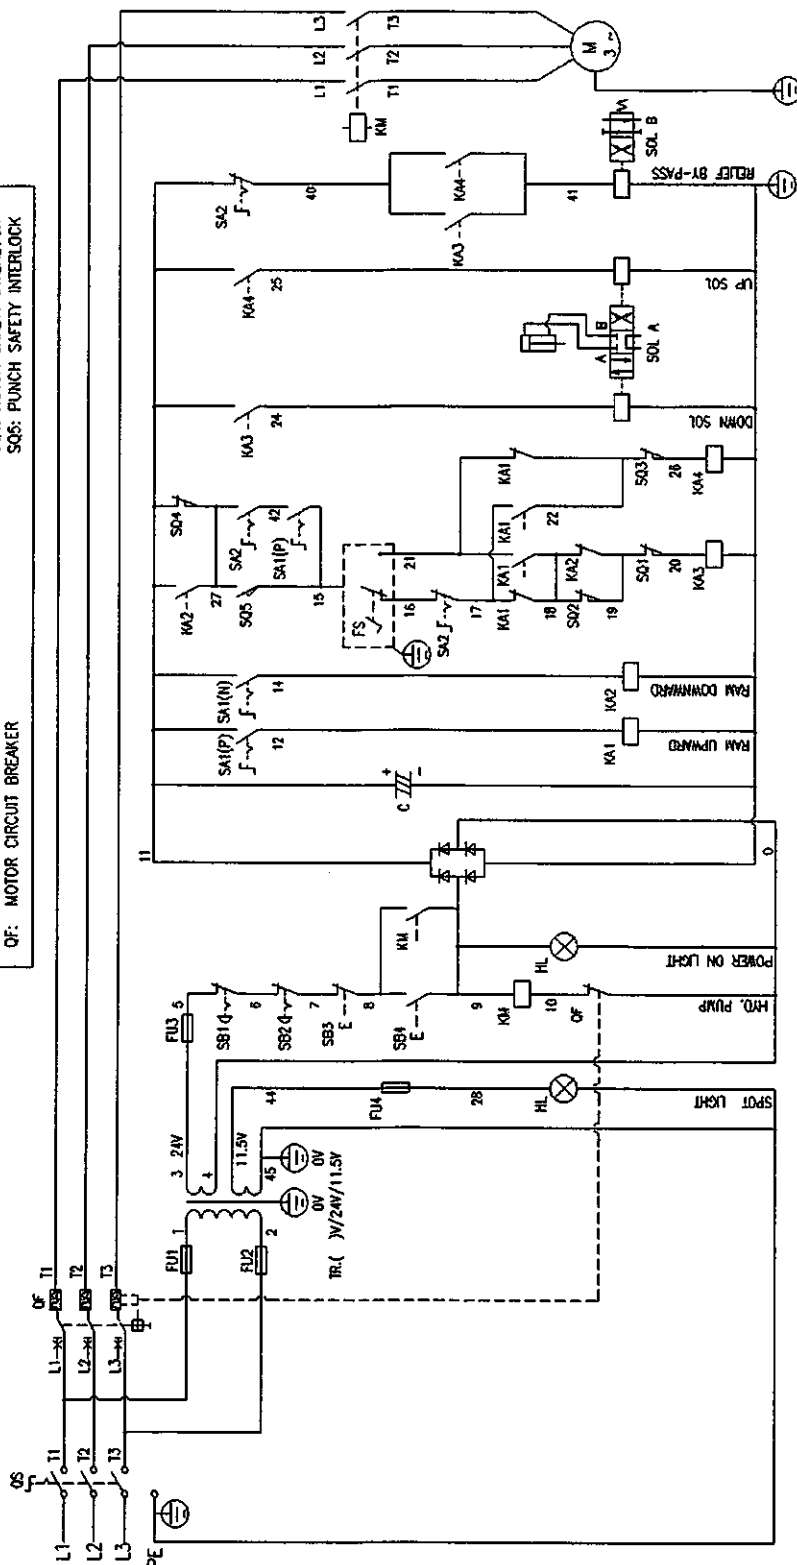 QF: MOTOR CIRCUIT BREAKER
SQ5: PUNCH SAFETY INTERLOCK
QS
L1
L2
L3
PE
T1
T2
T3
L1
L2
L3
QF
T1
T2
T3
FU1
FU2
1
2
TR.( )V/24V/11.5V
0V
0V
3
24V
4
11.5V
45
44
FU4
28
HL
SPOT LIGHT
FU3
5
SB1
6
SB2
7
SB3
E
8
SB4
E
KM
9
KM
10
QF
HYD. PUMP
HL
POWER ON LIGHT
11
0
C
+
-
SA1(P)
12
KA1
RAM UPWARD
SA1(N)
14
KA2
RAM DOWNWARD
KA2
27
SQ5
SQ4
SA2
42
SA1(P)
15
FS
16
21
SA2
17
KA1
18
SQ2
19
KA1
KA2
SQ1
20
KA3
KA1
22
KA1
SQ3
26
KA4
KA3
24
DOWN SOL
A
B
SOL A
KA4
25
UP SOL
SA2
40
KA3
KA4
41
RELIEF BY-PASS
SOL B
KM
L1
L2
L3
T1
T2
T3
M
3 ~